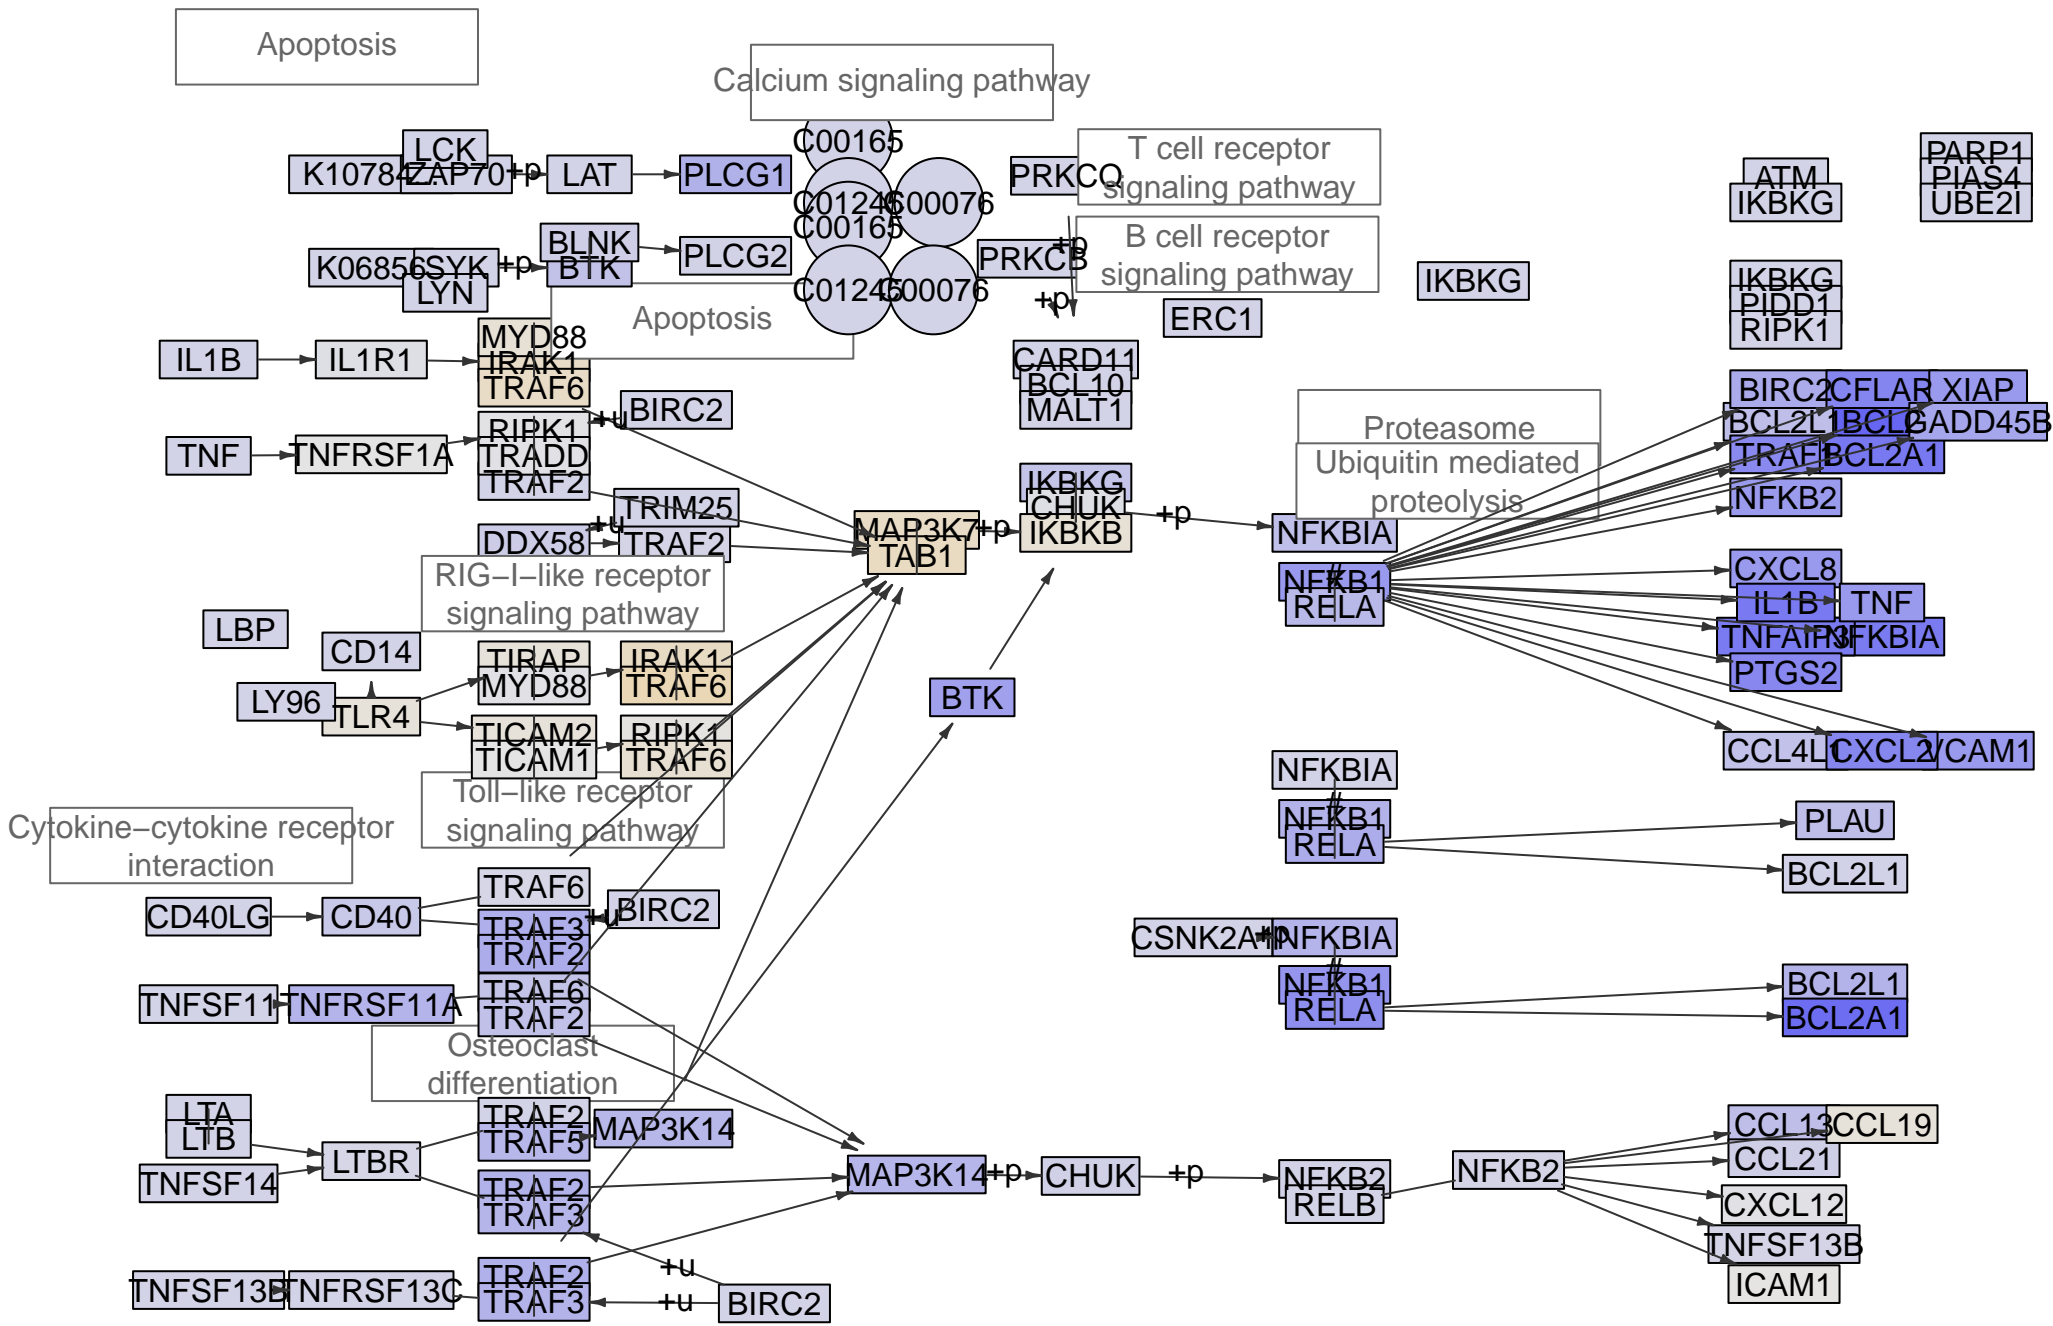 Apoptosis
Calcium signaling pathway
C00165
T cell receptor
signaling pathway
LCK
K10784
ZAP70
+p
LAT
PLCG1
PRKCQ
C01246
C00076
C00165
PARP1
PIAS4
UBE2I
ATM
IKBKG
B cell receptor
signaling pathway
BLNK
BTK
PLCG2
K06856
SYK
+p
LYN
PRKCB
+p
+p
C01245
C00076
IKBKG
IKBKG
PIDD1
RIPK1
ERC1
Apoptosis
MYD88
IRAK1
TRAF6
IL1B
IL1R1
CARD11
BCL10
MALT1
BIRC2
CFLAR
XIAP
BCL2L1
BCL2
GADD45B
TRAF1
BCL2A1
NFKB2
BIRC2
+u
RIPK1
TRADD
TRAF2
TNF
TNFRSF1A
Proteasome
Ubiquitin mediated
proteolysis
IKBKG
CHUK
IKBKB
+p
TRIM25
+u
DDX58
TRAF2
MAP3K7
TAB1
+p
NFKBIA
NFKB1
RELA
RIG−I−like receptor
signaling pathway
CXCL8
IL1B
TNF
TNFAIP3
NFKBIA
PTGS2
LBP
CD14
LY96
TLR4
TIRAP
MYD88
IRAK1
TRAF6
TICAM2
TICAM1
RIPK1
TRAF6
BTK
CCL4L1
CXCL2
VCAM1
Toll−like receptor
signaling pathway
NFKBIA
NFKB1
RELA
PLAU
BCL2L1
Cytokine−cytokine receptor
interaction
TRAF6
CD40LG
CD40
TRAF3
TRAF2
+u
BIRC2
CSNK2A1
+p
NFKBIA
NFKB1
RELA
BCL2L1
BCL2A1
TNFSF11
TNFRSF11A
TRAF6
TRAF2
Osteoclast
differentiation
LTA
LTB
TNFSF14
LTBR
TRAF2
TRAF5
MAP3K14
TRAF2
TRAF3
MAP3K14
+p
CHUK
+p
NFKB2
RELB
NFKB2
CCL13
CCL19
CCL21
CXCL12
TNFSF13B
ICAM1
TNFSF13B
TNFRSF13C
TRAF2
TRAF3
+u
+u
BIRC2